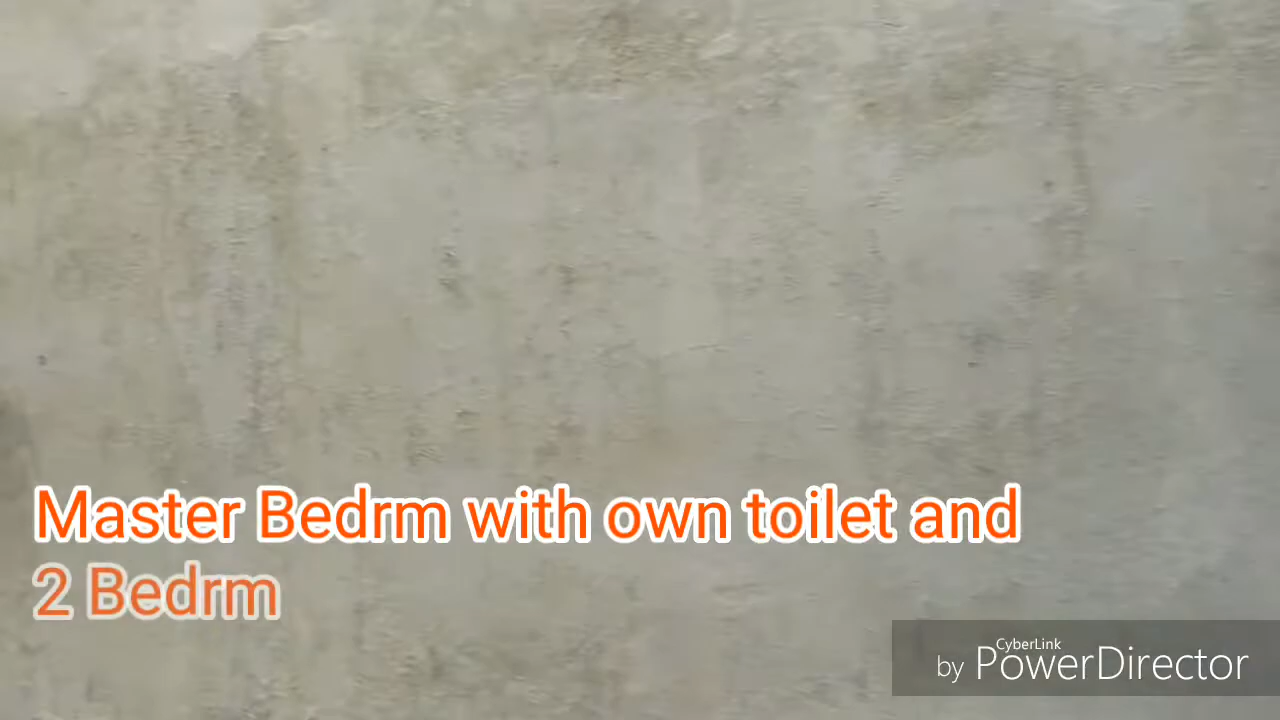 Master Bedrm with own toilet and
2 Bedrm
CyberLink
by PowerDirector